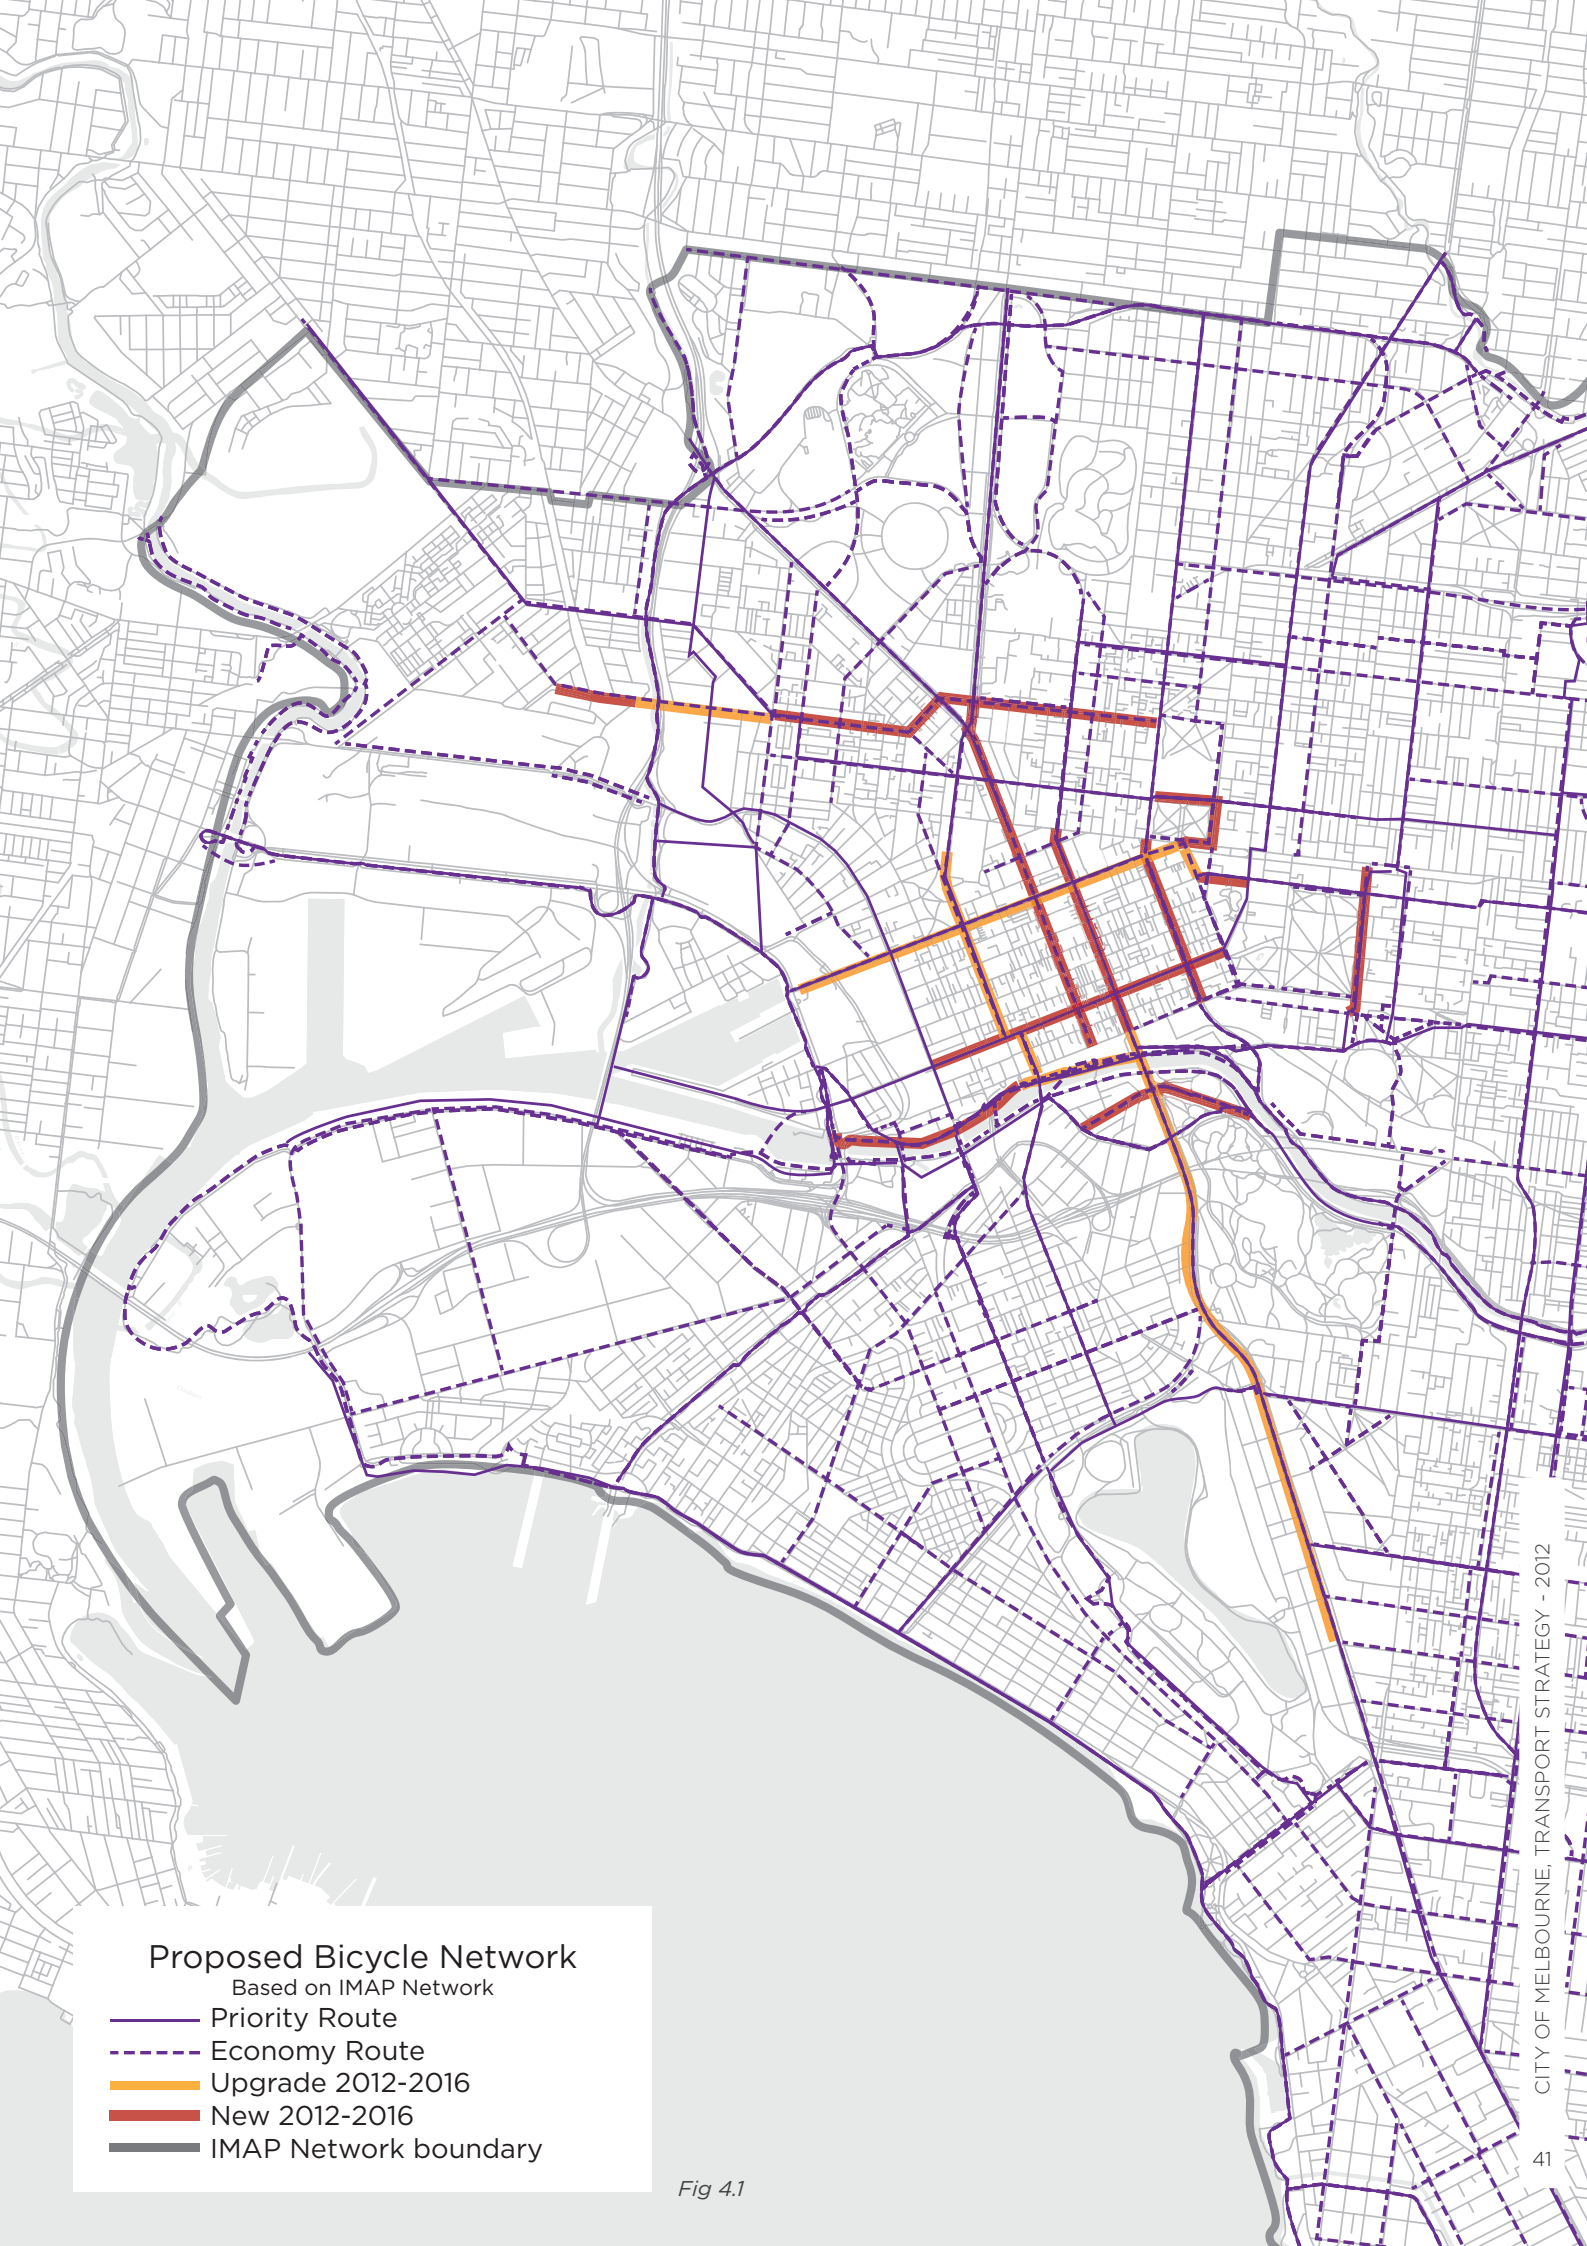 Proposed Bicycle Network
Based on IMAP Network
Priority Route
Economy Route
Upgrade 2012-2016
New 2012-2016
IMAP Network boundary
Fig 4.1
CITY OF MELBOURNE, TRANSPORT STRATEGY - 2012
41